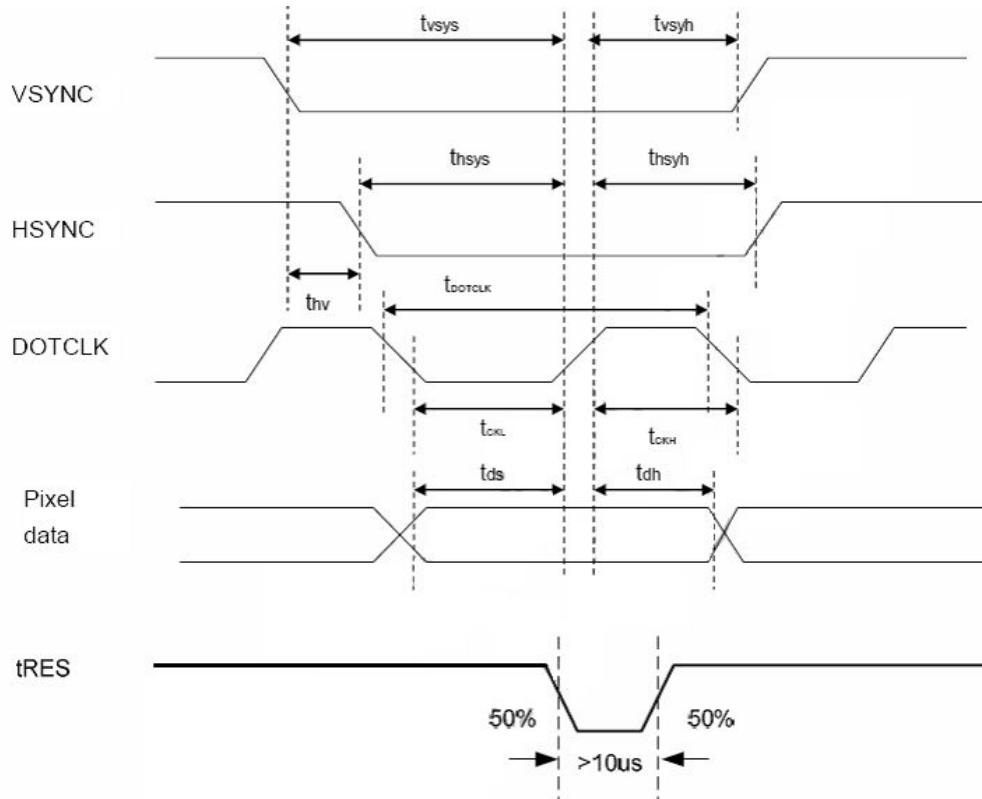 tvsys
tvsyh
VSYNC
thsys
thsyh
HSYNC
thv
tDOTCLK
DOTCLK
tCKL
tCKH
tds
tdh
Pixel
data
tRES
50%
50%
>10us